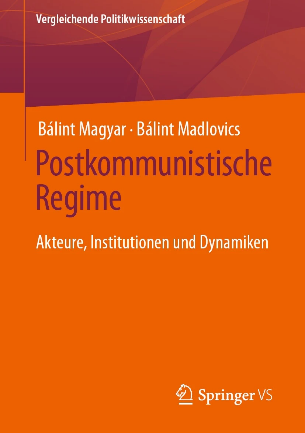 Vergleichende Politikwissenschaft
Bálint Magyar · Bálint Madlovics
Postkommunistische
Regime
Akteure, Institutionen und Dynamiken
Springer VS